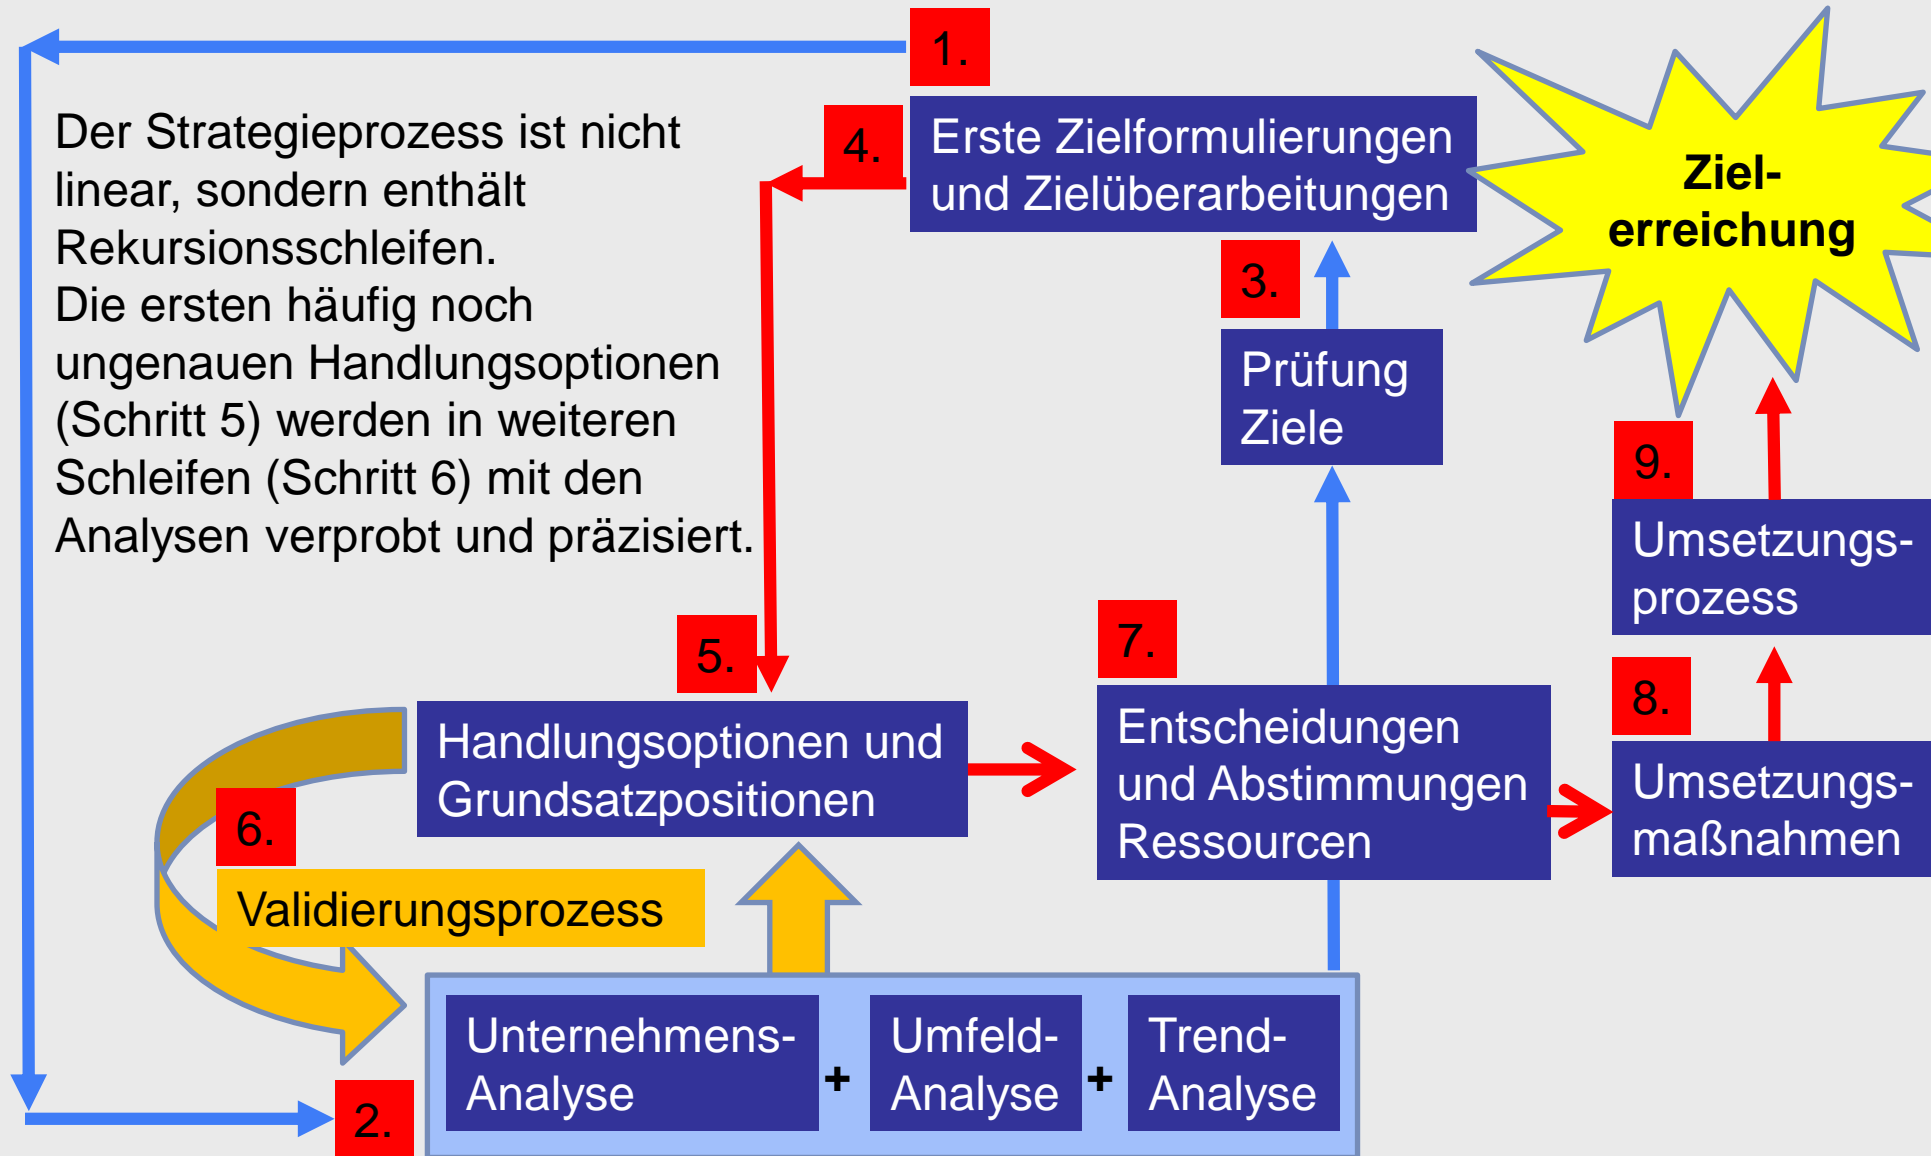 1.
Der Strategieprozess ist nicht
linear, sondern enthält
Rekursionsschleifen.
Die ersten häufig noch
ungenauen Handlungsoptionen
(Schritt 5) werden in weiteren
Schleifen (Schritt 6) mit den
Analysen verprobt und präzisiert.
4.
Erste Zielformulierungen
und Zielüberarbeitungen
Ziel-
erreichung
3.
Prüfung
Ziele
9.
Umsetzungs-
prozess
5.
Handlungsoptionen und
Grundsatzpositionen
7.
Entscheidungen
und Abstimmungen
Ressourcen
8.
Umsetzungs-
maßnahmen
6.
Validierungsprozess
2.
Unternehmens-
Analyse
+
Umfeld-
Analyse
+
Trend-
Analyse